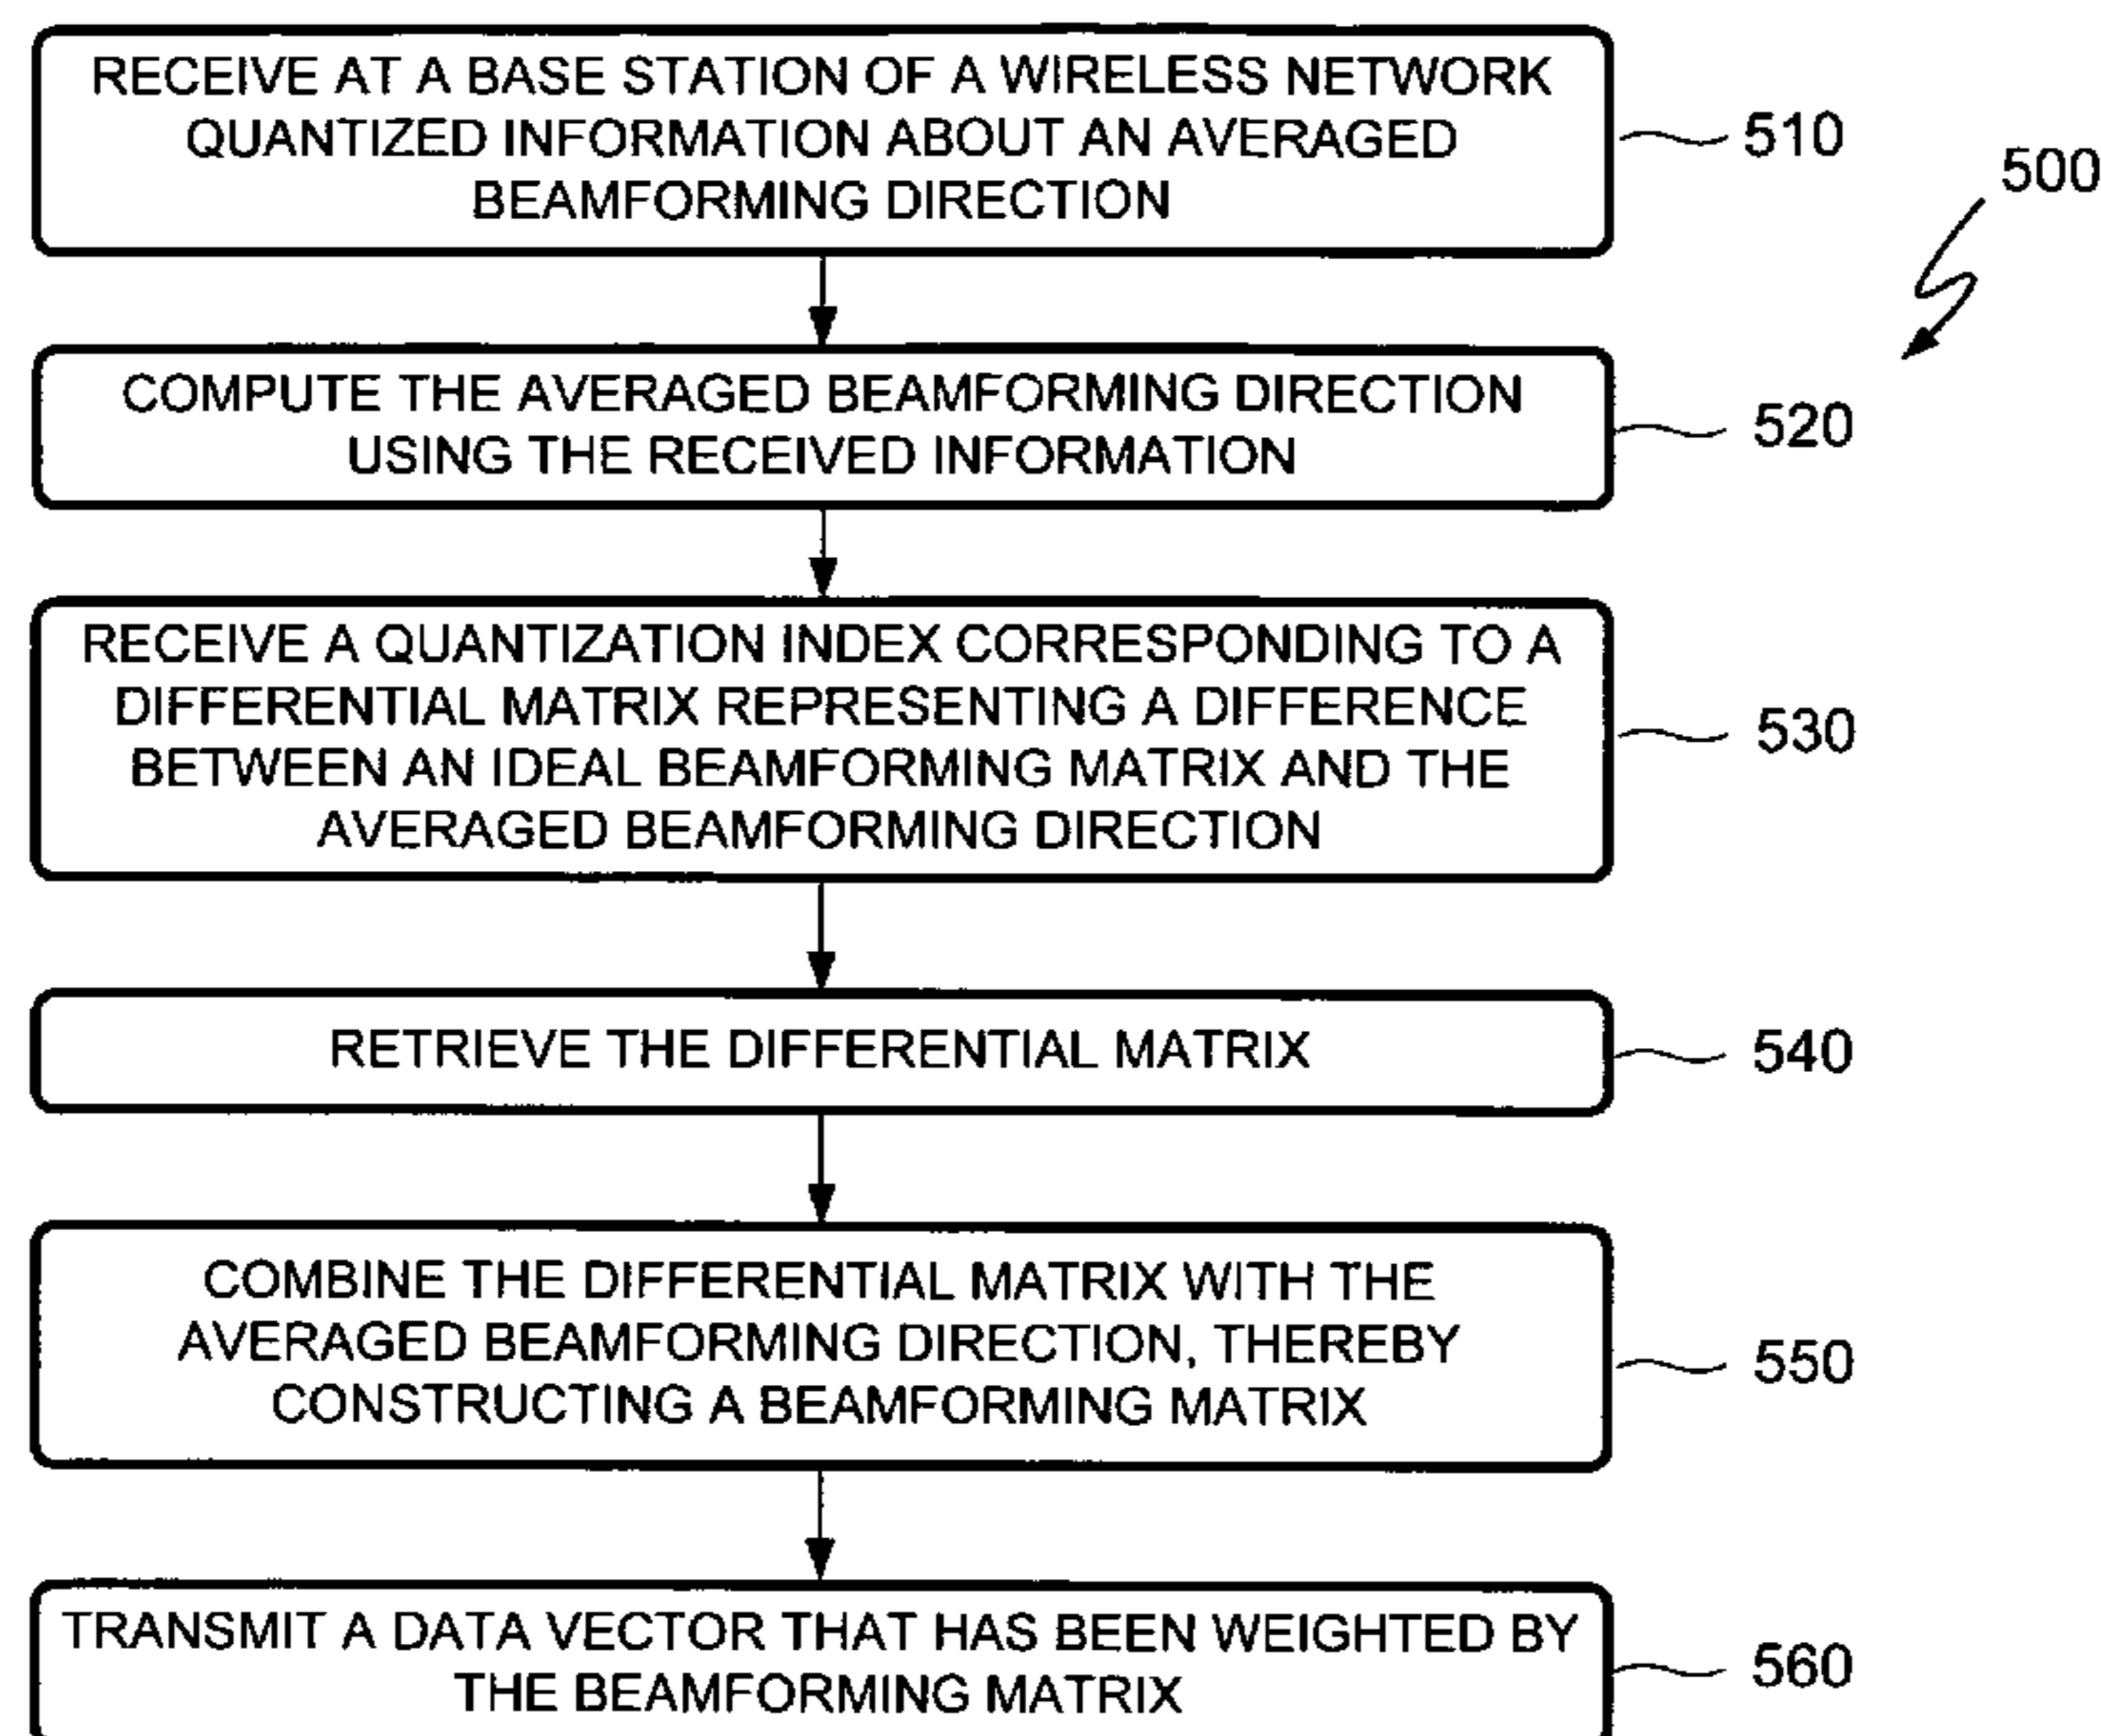 RECEIVE AT A BASE STATION OF A WIRELESS NETWORK
QUANTIZED INFORMATION ABOUT AN AVERAGED
BEAMFORMING DIRECTION
510
500
COMPUTE THE AVERAGED BEAMFORMING DIRECTION
USING THE RECEIVED INFORMATION
520
RECEIVE A QUANTIZATION INDEX CORRESPONDING TO A
DIFFERENTIAL MATRIX REPRESENTING A DIFFERENCE
BETWEEN AN IDEAL BEAMFORMING MATRIX AND THE
AVERAGED BEAMFORMING DIRECTION
530
RETRIEVE THE DIFFERENTIAL MATRIX
540
COMBINE THE DIFFERENTIAL MATRIX WITH THE
AVERAGED BEAMFORMING DIRECTION, THEREBY
CONSTRUCTING A BEAMFORMING MATRIX
550
TRANSMIT A DATA VECTOR THAT HAS BEEN WEIGHTED BY
THE BEAMFORMING MATRIX
560